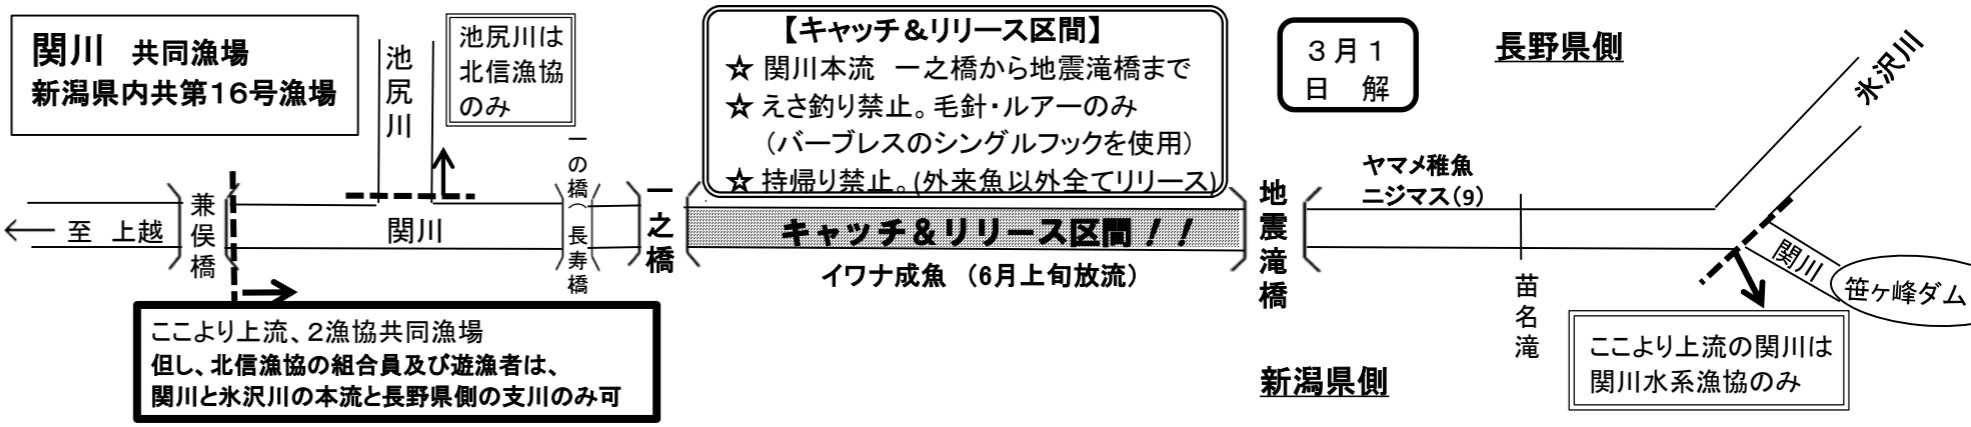 関川 共同漁場
新潟県内共第16号漁場
池尻川
池尻川は
北信漁協
のみ
【キャッチ&リリース区間】
☆ 関川本流 一之橋から地震滝橋まで
☆ えさ釣り禁止。毛針・ルアーのみ
(バーブレスのシングルフックを使用)
☆ 持帰り禁止。(外来魚以外全てリリース)
3月1
日 解
長野県側
氷沢川
至 上越
兼俣橋
関川
一の橋(長寿橋)
一之橋
キャッチ&リリース区間!!
イワナ成魚 (6月上旬放流)
地震滝橋
ヤマメ稚魚
ニジマス(9)
苗名滝
関川
笹ヶ峰ダム
ここより上流、2漁協共同漁場
但し、北信漁協の組合員及び遊漁者は、
関川と氷沢川の本流と長野県側の支川のみ可
新潟県側
ここより上流の関川は
関川水系漁協のみ